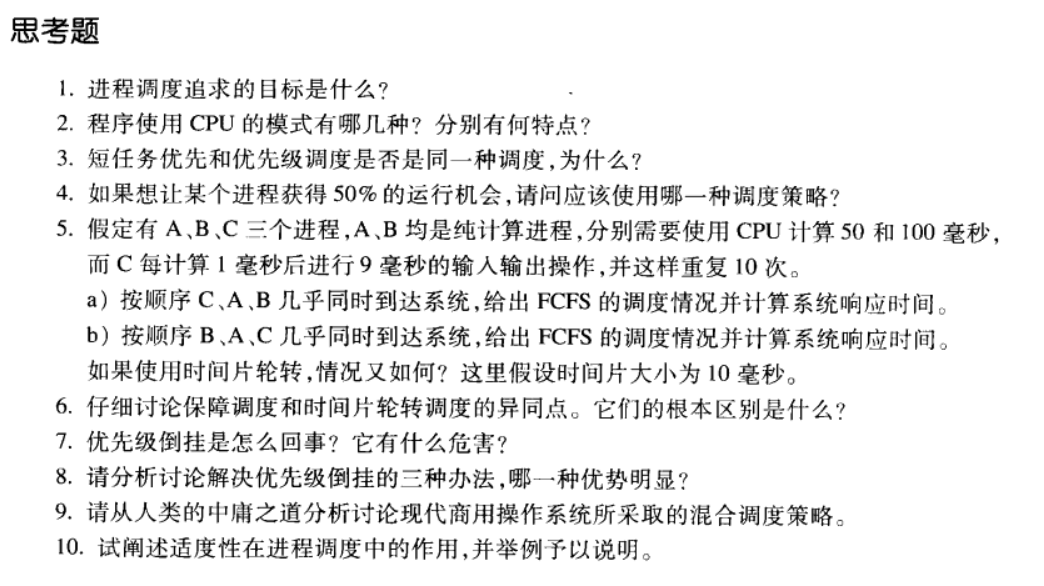 思考题
1. 进程调度追求的目标是什么?
2. 程序使用 CPU 的模式有哪几种? 分别有何特点?
3. 短任务优先和优先级调度是否是同一种调度,为什么?
4. 如果想让某个进程获得 50% 的运行机会,请问应该使用哪一种调度策略?
5. 假定有 A、B、C 三个进程,A、B 均是纯计算进程,分别需要使用 CPU 计算 50 和 100 毫秒,
而 C 每计算 1 毫秒后进行 9 毫秒的输入输出操作,并这样重复 10 次。
a) 按顺序 C、A、B 几乎同时到达系统,给出 FCFS 的调度情况并计算系统响应时间。
b) 按顺序 B、A、C 几乎同时到达系统,给出 FCFS 的调度情况并计算系统响应时间。
如果使用时间片轮转,情况又如何? 这里假设时间片大小为 10 毫秒。
6. 仔细讨论保障调度和时间片轮转调度的异同点。它们的根本区别是什么?
7. 优先级倒挂是怎么回事? 它有什么危害?
8. 请分析讨论解决优先级倒挂的三种办法,哪一种优势明显?
9. 请从人类的中庸之道分析讨论现代商用操作系统所采取的混合调度策略。
10. 试阐述适度性在进程调度中的作用,并举例予以说明。